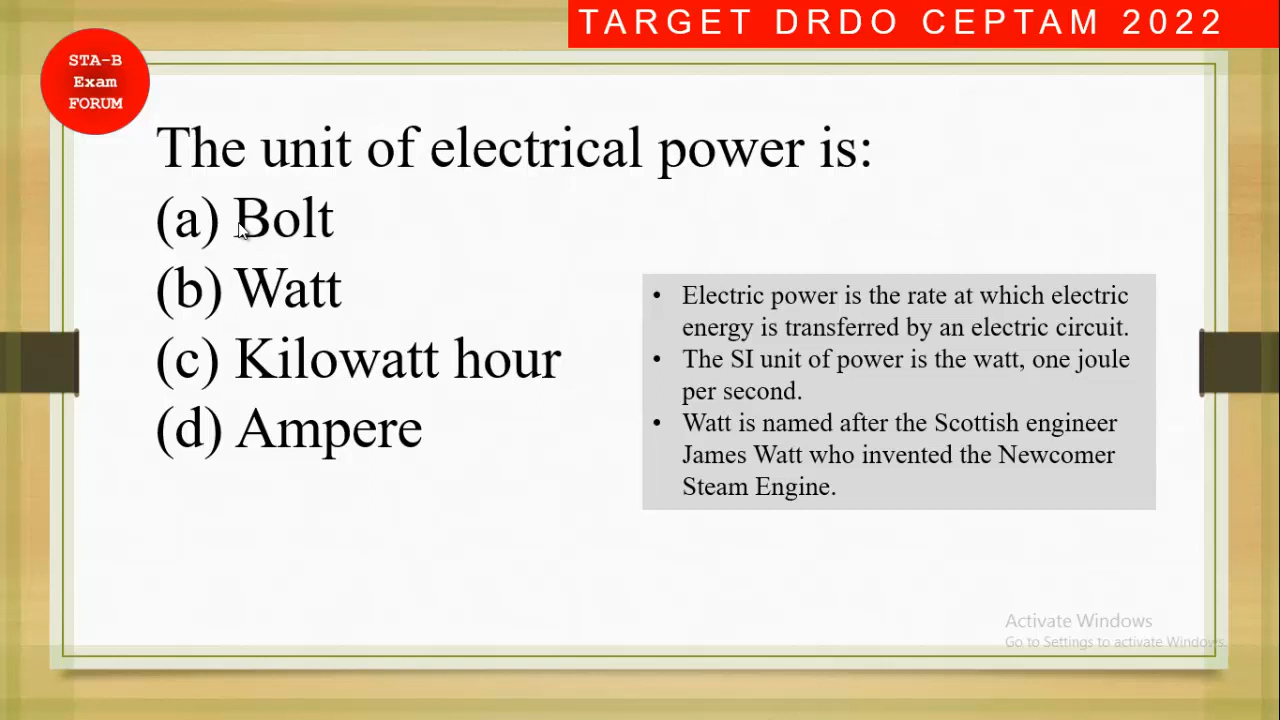 TARGET DRDO CEPTAM 2022
STA-B
Exam
FORUM
The unit of electrical power is:
(a) Bolt
(b) Watt
(c) Kilowatt hour
(d) Ampere
• Electric power is the rate at which electric
energy is transferred by an electric circuit.
• The SI unit of power is the watt, one joule
per second.
• Watt is named after the Scottish engineer
James Watt who invented the Newcomer
Steam Engine.
Activate Windows
Go to Settings to activate Windows.